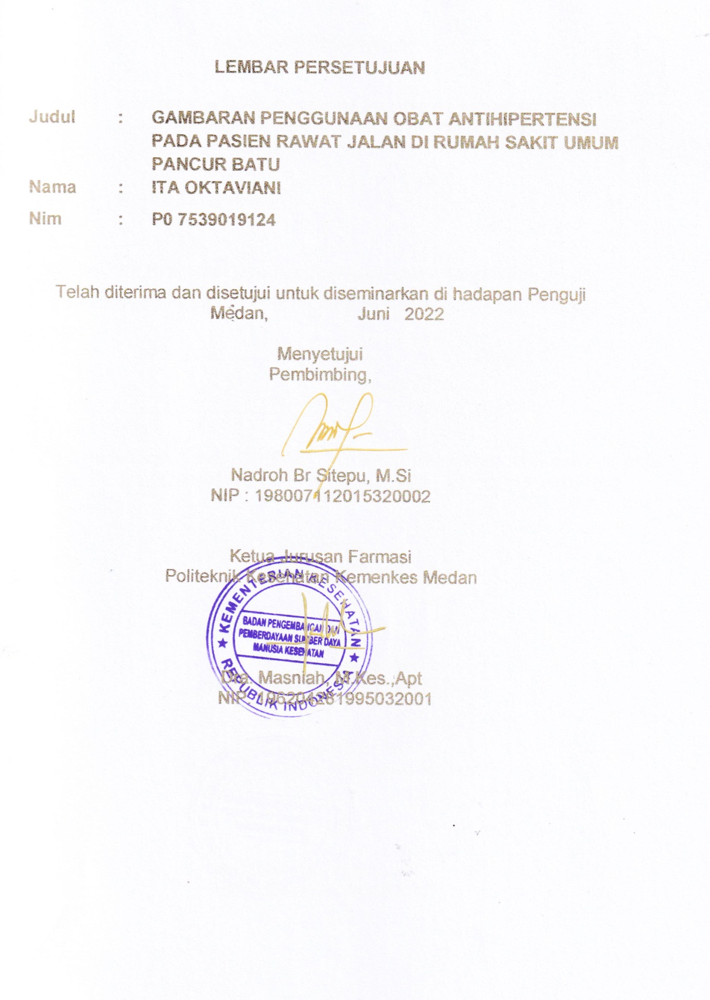 LEMBAR PERSETUJUAN
Judul : GAMBARAN PENGGUNAAN OBAT ANTIHIPERTENSI
PADA PASIEN RAWAT JALAN DI RUMAH SAKIT UMUM
PANCUR BATU
Nama : ITA OKTAVIANI
Nim : P0 7539019124
Telah diterima dan disetujui untuk diseminarkan di hadapan Penguji
Medan, Juni 2022
Menyetujui
Pembimbing,
Nadroh Br Sitepu, M.Si
NIP : 198007112015320002
Ketua Jurusan Farmasi
Politeknik Kesehatan Kemenkes Medan
KEMENTERIAN KESEHATAN
BADAN PENGEMBANGAN DAN
PEMBERDAYAAN SUMBER DAYA
MANUSIA KESEHATAN
REPUBLIK INDONESIA
Dra. Masniah, M.Kes.,Apt
NIP. 196204281995032001